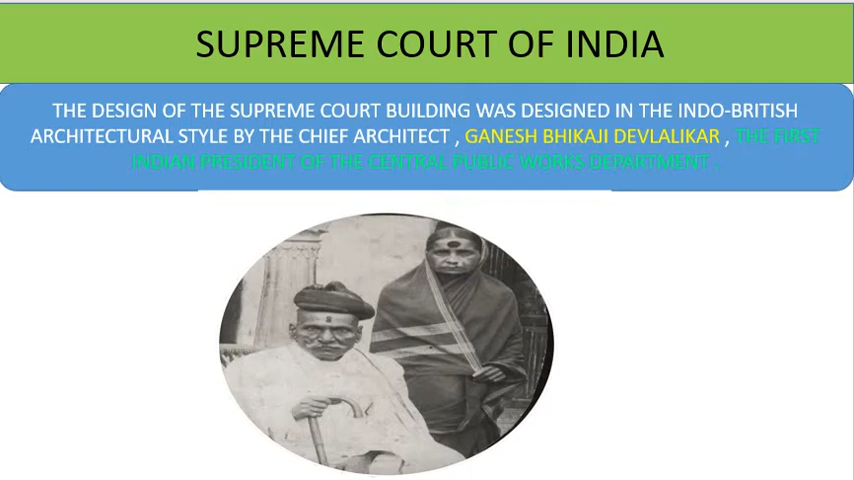 SUPREME COURT OF INDIA
THE DESIGN OF THE SUPREME COURT BUILDING WAS DESIGNED IN THE INDO-BRITISH
ARCHITECTURAL STYLE BY THE CHIEF ARCHITECT , GANESH BHIKAJI DEVLALIKAR , THE FIRST
INDIAN PRESIDENT OF THE CENTRAL PUBLIC WORKS DEPARTMENT .